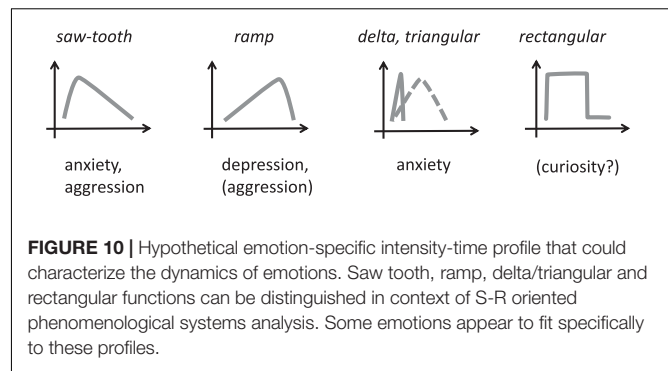 saw-tooth ramp delta, triangular rectangular
anxiety, depression, anxiety (curiosity?)
aggression (aggression)
FIGURE 10 | Hypothetical emotion-specific intensity-time profile that could
characterize the dynamics of emotions. Saw tooth, ramp, delta/triangular and
rectangular functions can be distinguished in context of S-R oriented
phenomenological systems analysis. Some emotions appear to fit specifically
to these profiles.